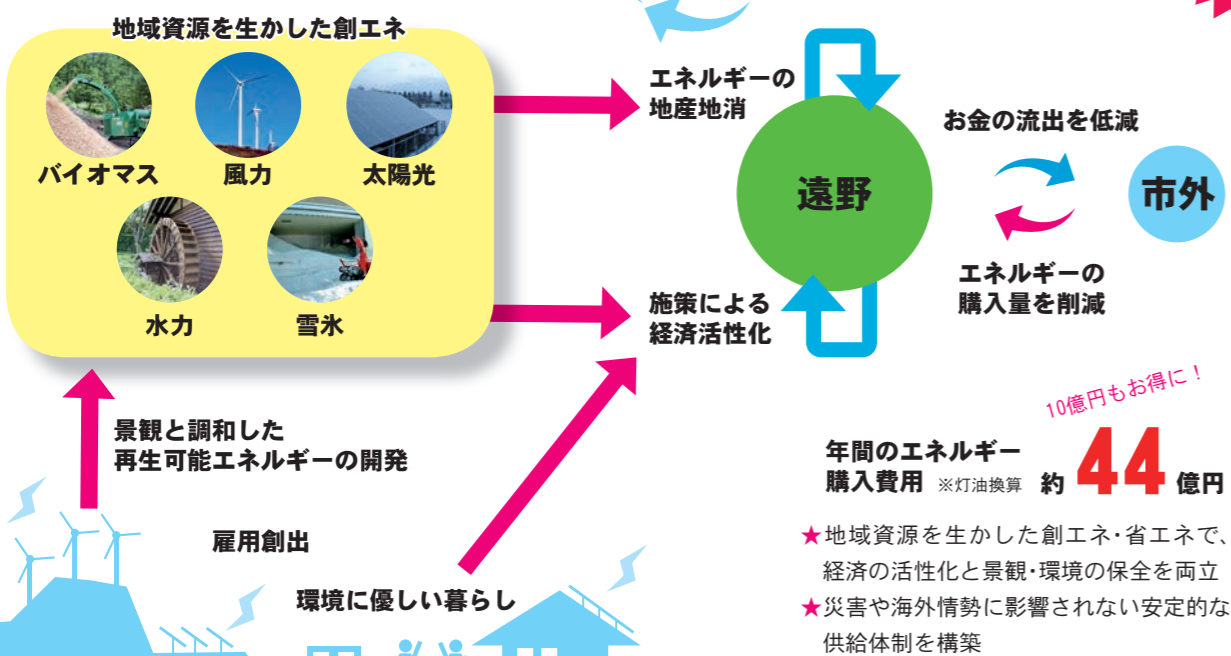 地域資源を生かした創エネ
バイオマス
風力
太陽光
水力
雪氷
エネルギーの
地産地消
施策による
経済活性化
遠野
お金の流出を低減
市外
エネルギーの
購入量を削減
景観と調和した
再生可能エネルギーの開発
雇用創出
環境に優しい暮らし
10億円もお得に！
年間のエネルギー
購入費用 ※灯油換算 約44億円
★地域資源を生かした創エネ・省エネで、
経済の活性化と景観・環境の保全を両立
★災害や海外情勢に影響されない安定的な
供給体制を構築